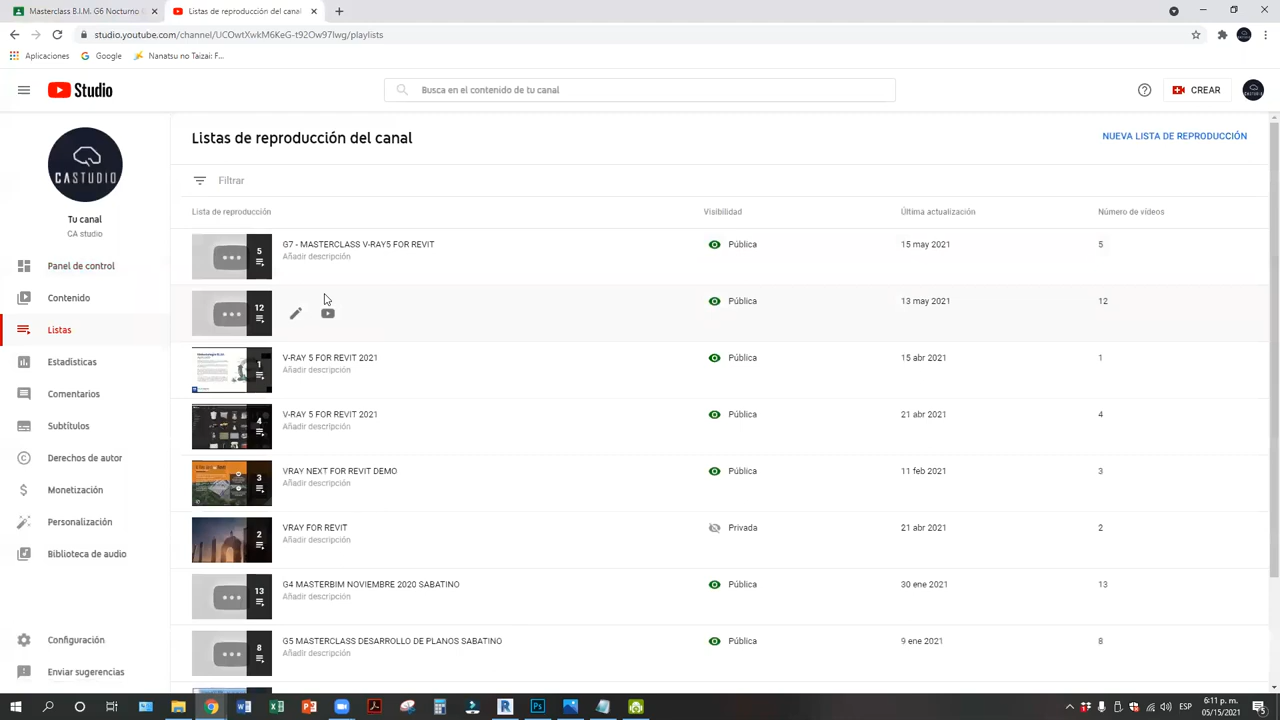 Masterclass B.I.M. G6 Nocturno C
Listas de reproducción del canal
studio.youtube.com/channel/UCOwtXwkM6KeG-t92Ow97Iwg/playlists
Aplicaciones
Google
Nanatsu no Taizai: F...
Studio
Busca en el contenido de tu canal
CREAR
CASTUDIO
Tu canal
CA studio
Panel de control
Contenido
Listas
Estadísticas
Comentarios
Subtítulos
Derechos de autor
Monetización
Personalización
Biblioteca de audio
Configuración
Enviar sugerencias
Listas de reproducción del canal
NUEVA LISTA DE REPRODUCCIÓN
Filtrar
Lista de reproducción Visibilidad Última actualización Número de vídeos
5 G7 - MASTERCLASS V-RAY5 FOR REVIT Pública 15 may 2021 5
Añadir descripción
12 Pública 13 may 2021 12
1 V-RAY 5 FOR REVIT 2021 Pública 15 abr 2021 1
Añadir descripción
4 V-RAY 5 FOR REVIT 2021 Pública 21 abr 2021 4
Añadir descripción
3 VRAY NEXT FOR REVIT DEMO Pública 11 feb 2021 3
Añadir descripción
2 VRAY FOR REVIT Privada 21 abr 2021 2
Añadir descripción
13 G4 MASTERBIM NOVIEMBRE 2020 SABATINO Pública 30 ene 2021 13
Añadir descripción
8 G5 MASTERCLASS DESARROLLO DE PLANOS SABATINO Pública 9 ene 2021 8
Añadir descripción
ESP
6:11 p. m.
05/15/2021